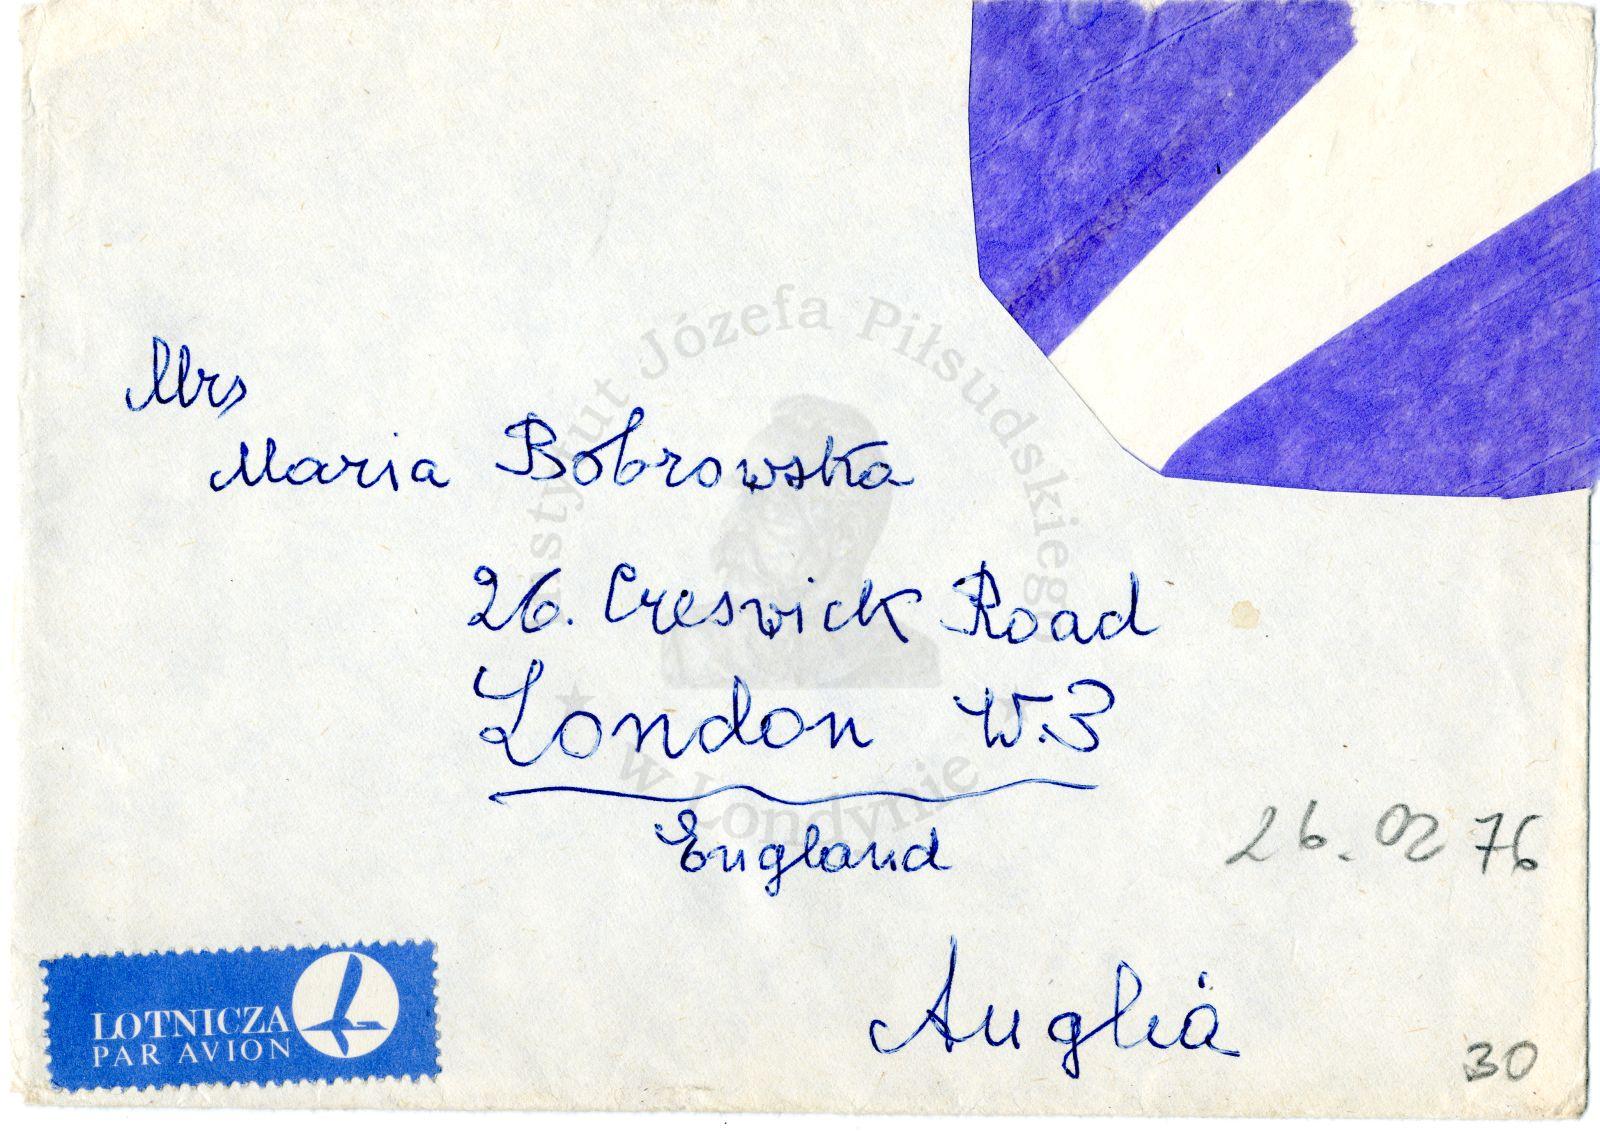 Mrs
Maria Bobrowska
26. Creswick Road
London W.3
England
26.02 76
Anglia
30
LOTNICZA
PAR AVION
Instytut Józefa Piłsudskiego
w Londynie